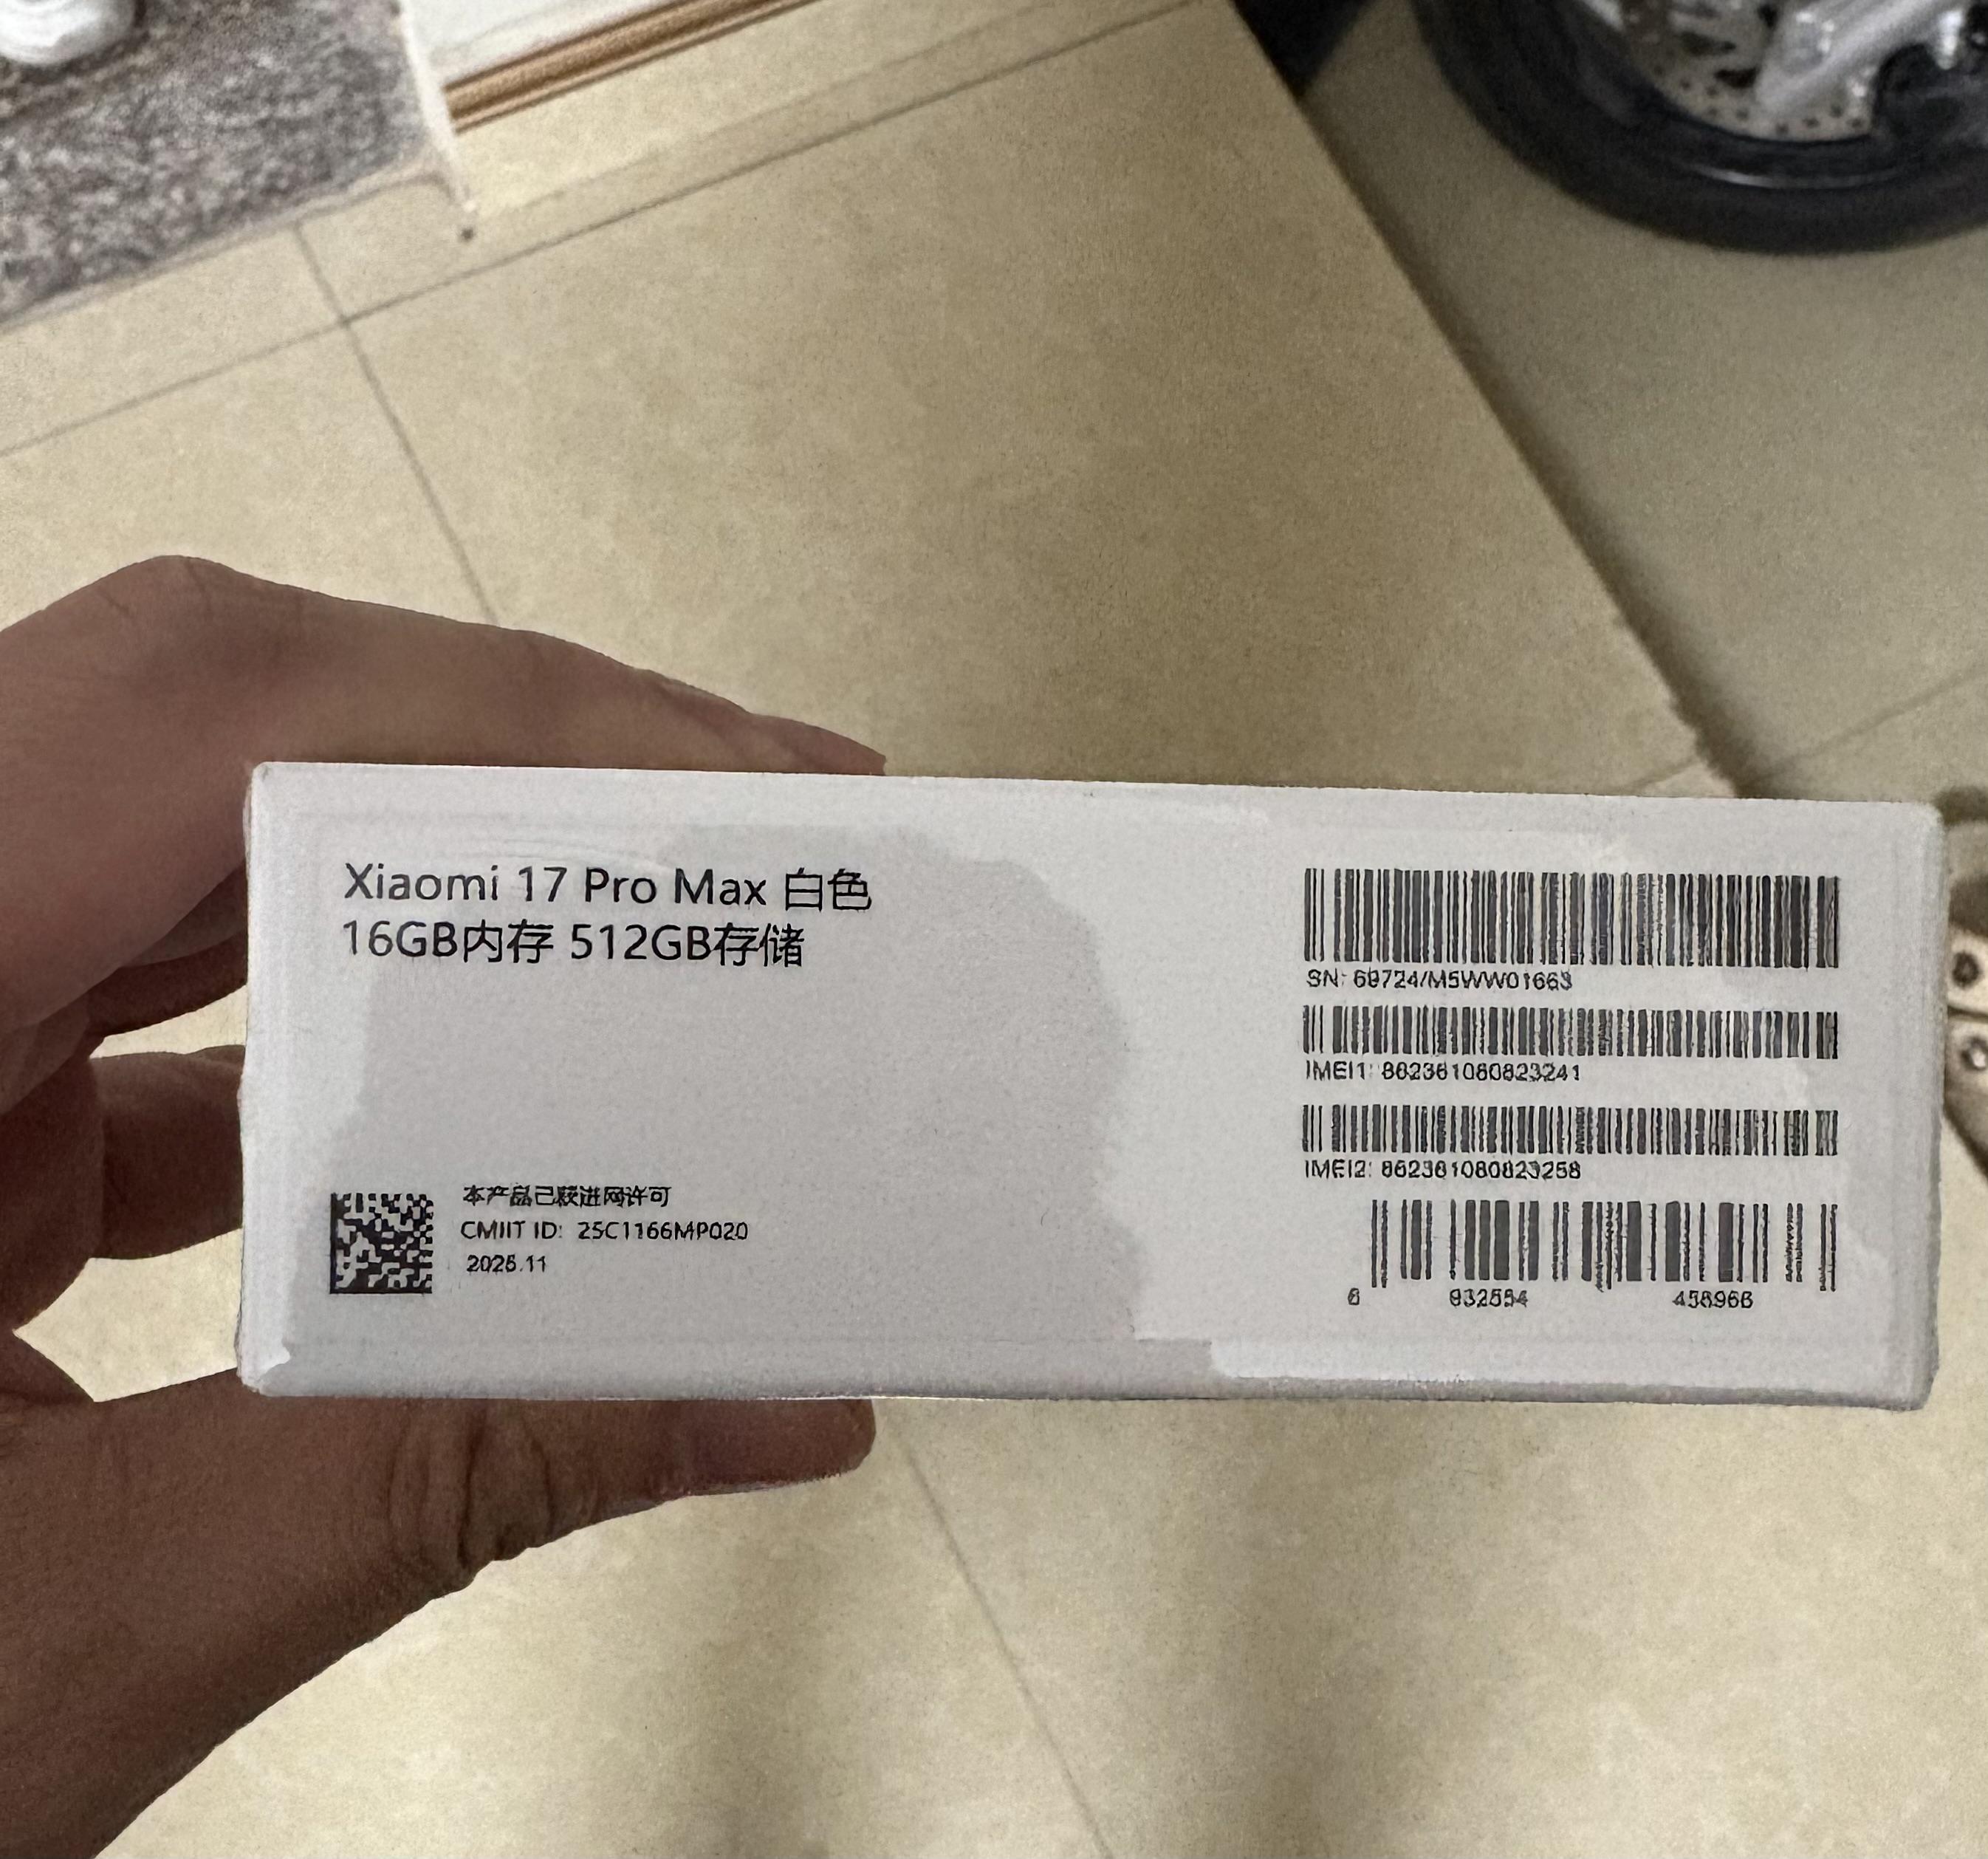 Xiaomi 17 Pro Max 白色
16GB内存 512GB存储
SN: 69724/M5WW01663
IMEI1: 862361080823241
IMEI2: 862361080823258
本产品已获进网许可
CMIIT ID: 25C1166MP020
2025.11
6 932554 458966